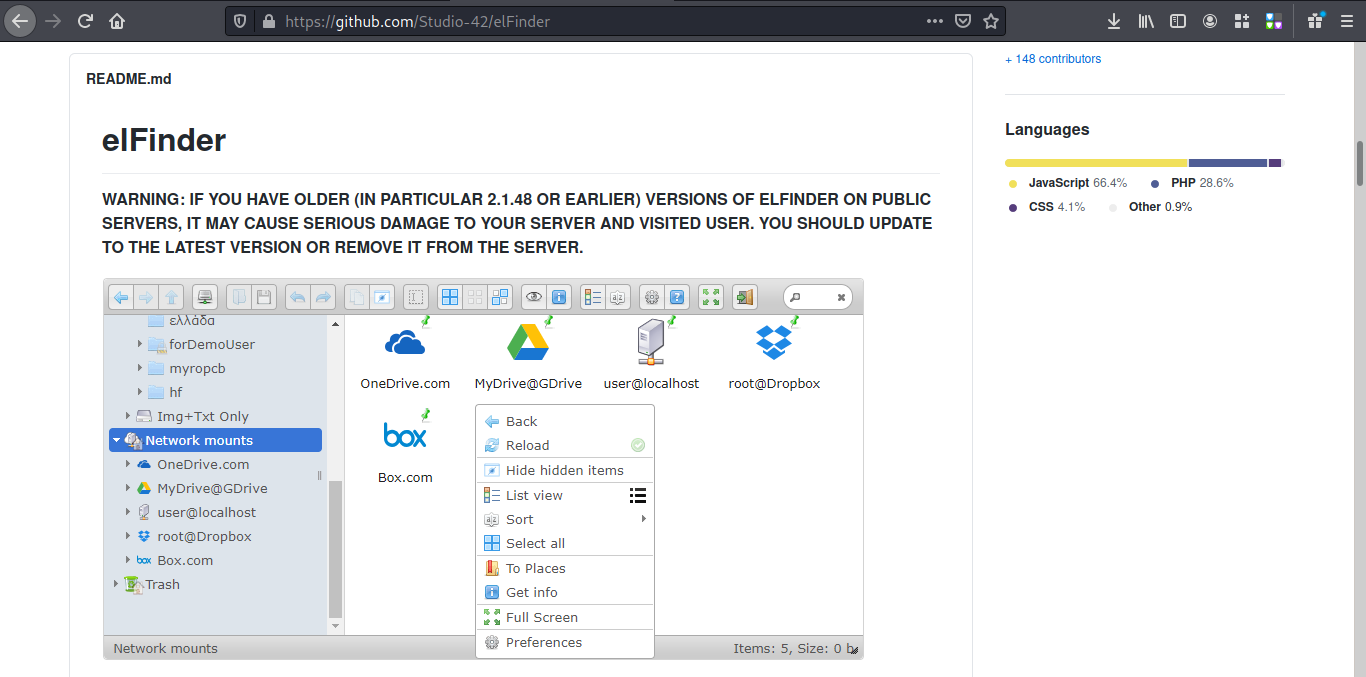 https://github.com/Studio-42/elFinder
README.md
+ 148 contributors
elFinder
Languages
JavaScript 66.4% PHP 28.6%
CSS 4.1% Other 0.9%
WARNING: IF YOU HAVE OLDER (IN PARTICULAR 2.1.48 OR EARLIER) VERSIONS OF ELFINDER ON PUBLIC
SERVERS, IT MAY CAUSE SERIOUS DAMAGE TO YOUR SERVER AND VISITED USER. YOU SHOULD UPDATE
TO THE LATEST VERSION OR REMOVE IT FROM THE SERVER.
ελλάδα
forDemoUser
myropcb
hf
Img+Txt Only
Network mounts
OneDrive.com
MyDrive@GDrive
user@localhost
root@Dropbox
Box.com
Trash
OneDrive.com MyDrive@GDrive user@localhost root@Dropbox
box
Box.com
Back
Reload
Hide hidden items
List view
Sort
Select all
To Places
Get info
Full Screen
Preferences
Network mounts
Items: 5, Size: 0 b